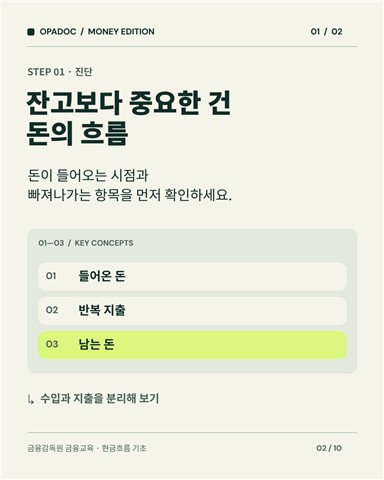 OPADOC / MONEY EDITION
01 / 02
STEP 01 · 진단
잔고보다 중요한 건
돈의 흐름
돈이 들어오는 시점과
빠져나가는 항목을 먼저 확인하세요.
01—03 / KEY CONCEPTS
01 들어온 돈
02 반복 지출
03 남는 돈
↳ 수입과 지출을 분리해 보기
금융감독원 금융교육 · 현금흐름 기초
02 / 10